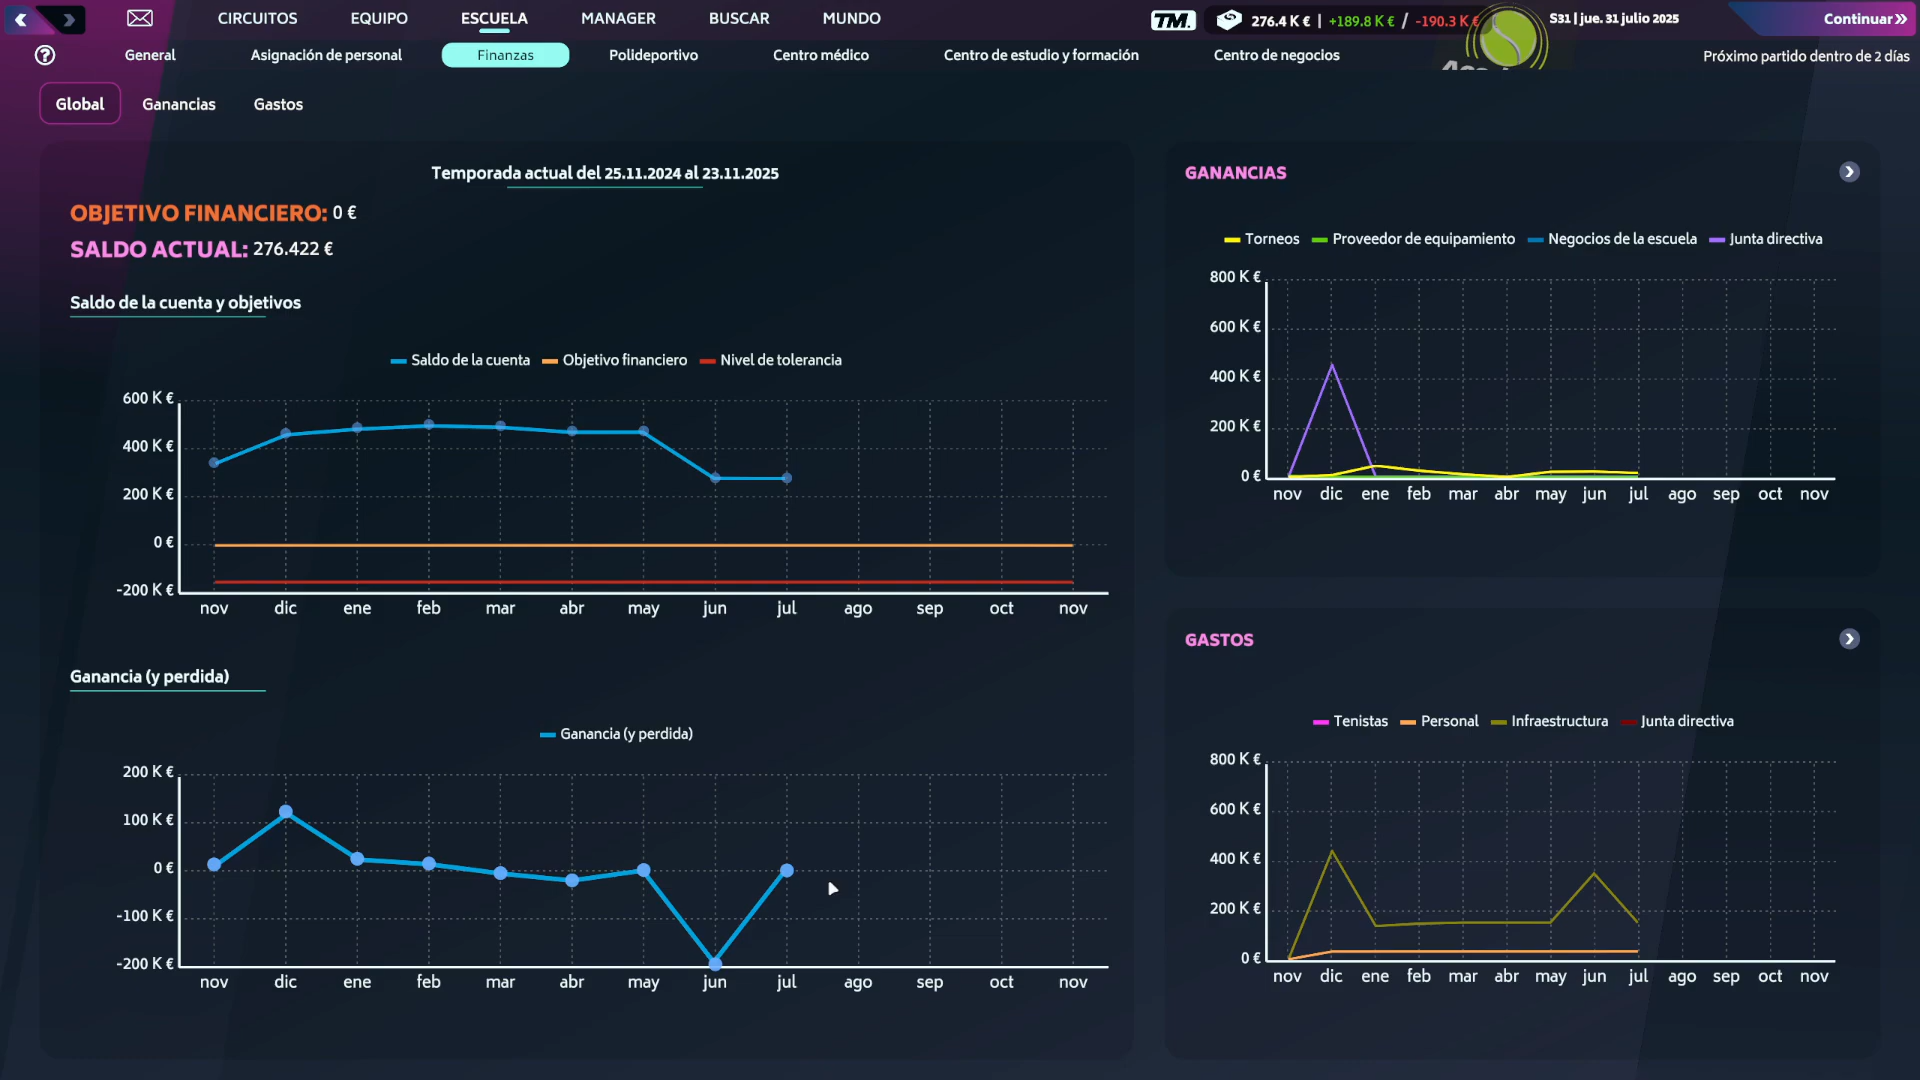 CIRCUITOS EQUIPO ESCUELA MANAGER BUSCAR MUNDO TM. 276.4 K € | +189.8 K € / -190.3 K € S31 | jue. 31 julio 2025 Continuar
General Asignación de personal Finanzas Polideportivo Centro médico Centro de estudio y formación Centro de negocios Próximo partido dentro de 2 días
Global Ganancias Gastos
Temporada actual del 25.11.2024 al 23.11.2025
OBJETIVO FINANCIERO: 0 €
SALDO ACTUAL: 276.422 €
Saldo de la cuenta y objetivos
Saldo de la cuenta Objetivo financiero Nivel de tolerancia
600 K €
400 K €
200 K €
0 €
-200 K €
nov dic ene feb mar abr may jun jul ago sep oct nov
Ganancia (y perdida)
Ganancia (y perdida)
200 K €
100 K €
0 €
-100 K €
-200 K €
nov dic ene feb mar abr may jun jul ago sep oct nov
GANANCIAS
Torneos Proveedor de equipamiento Negocios de la escuela Junta directiva
800 K €
600 K €
400 K €
200 K €
0 €
nov dic ene feb mar abr may jun jul ago sep oct nov
GASTOS
Tenistas Personal Infraestructura Junta directiva
800 K €
600 K €
400 K €
200 K €
0 €
nov dic ene feb mar abr may jun jul ago sep oct nov